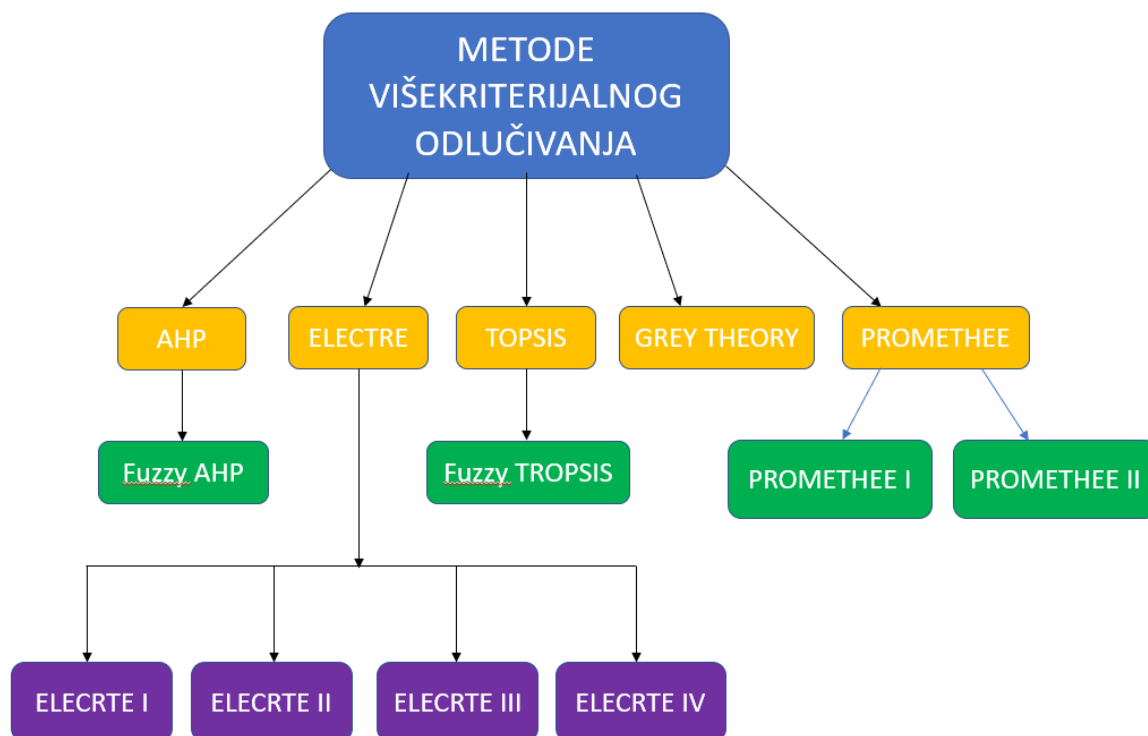 METODE
VIŠEKRITERIJALNOG
ODLUČIVANJA
AHP
ELECTRE
TOPSIS
GREY THEORY
PROMETHEE
Fuzzy AHP
Fuzzy TROPSIS
PROMETHEE I
PROMETHEE II
ELECRTE I
ELECRTE II
ELECRTE III
ELECRTE IV